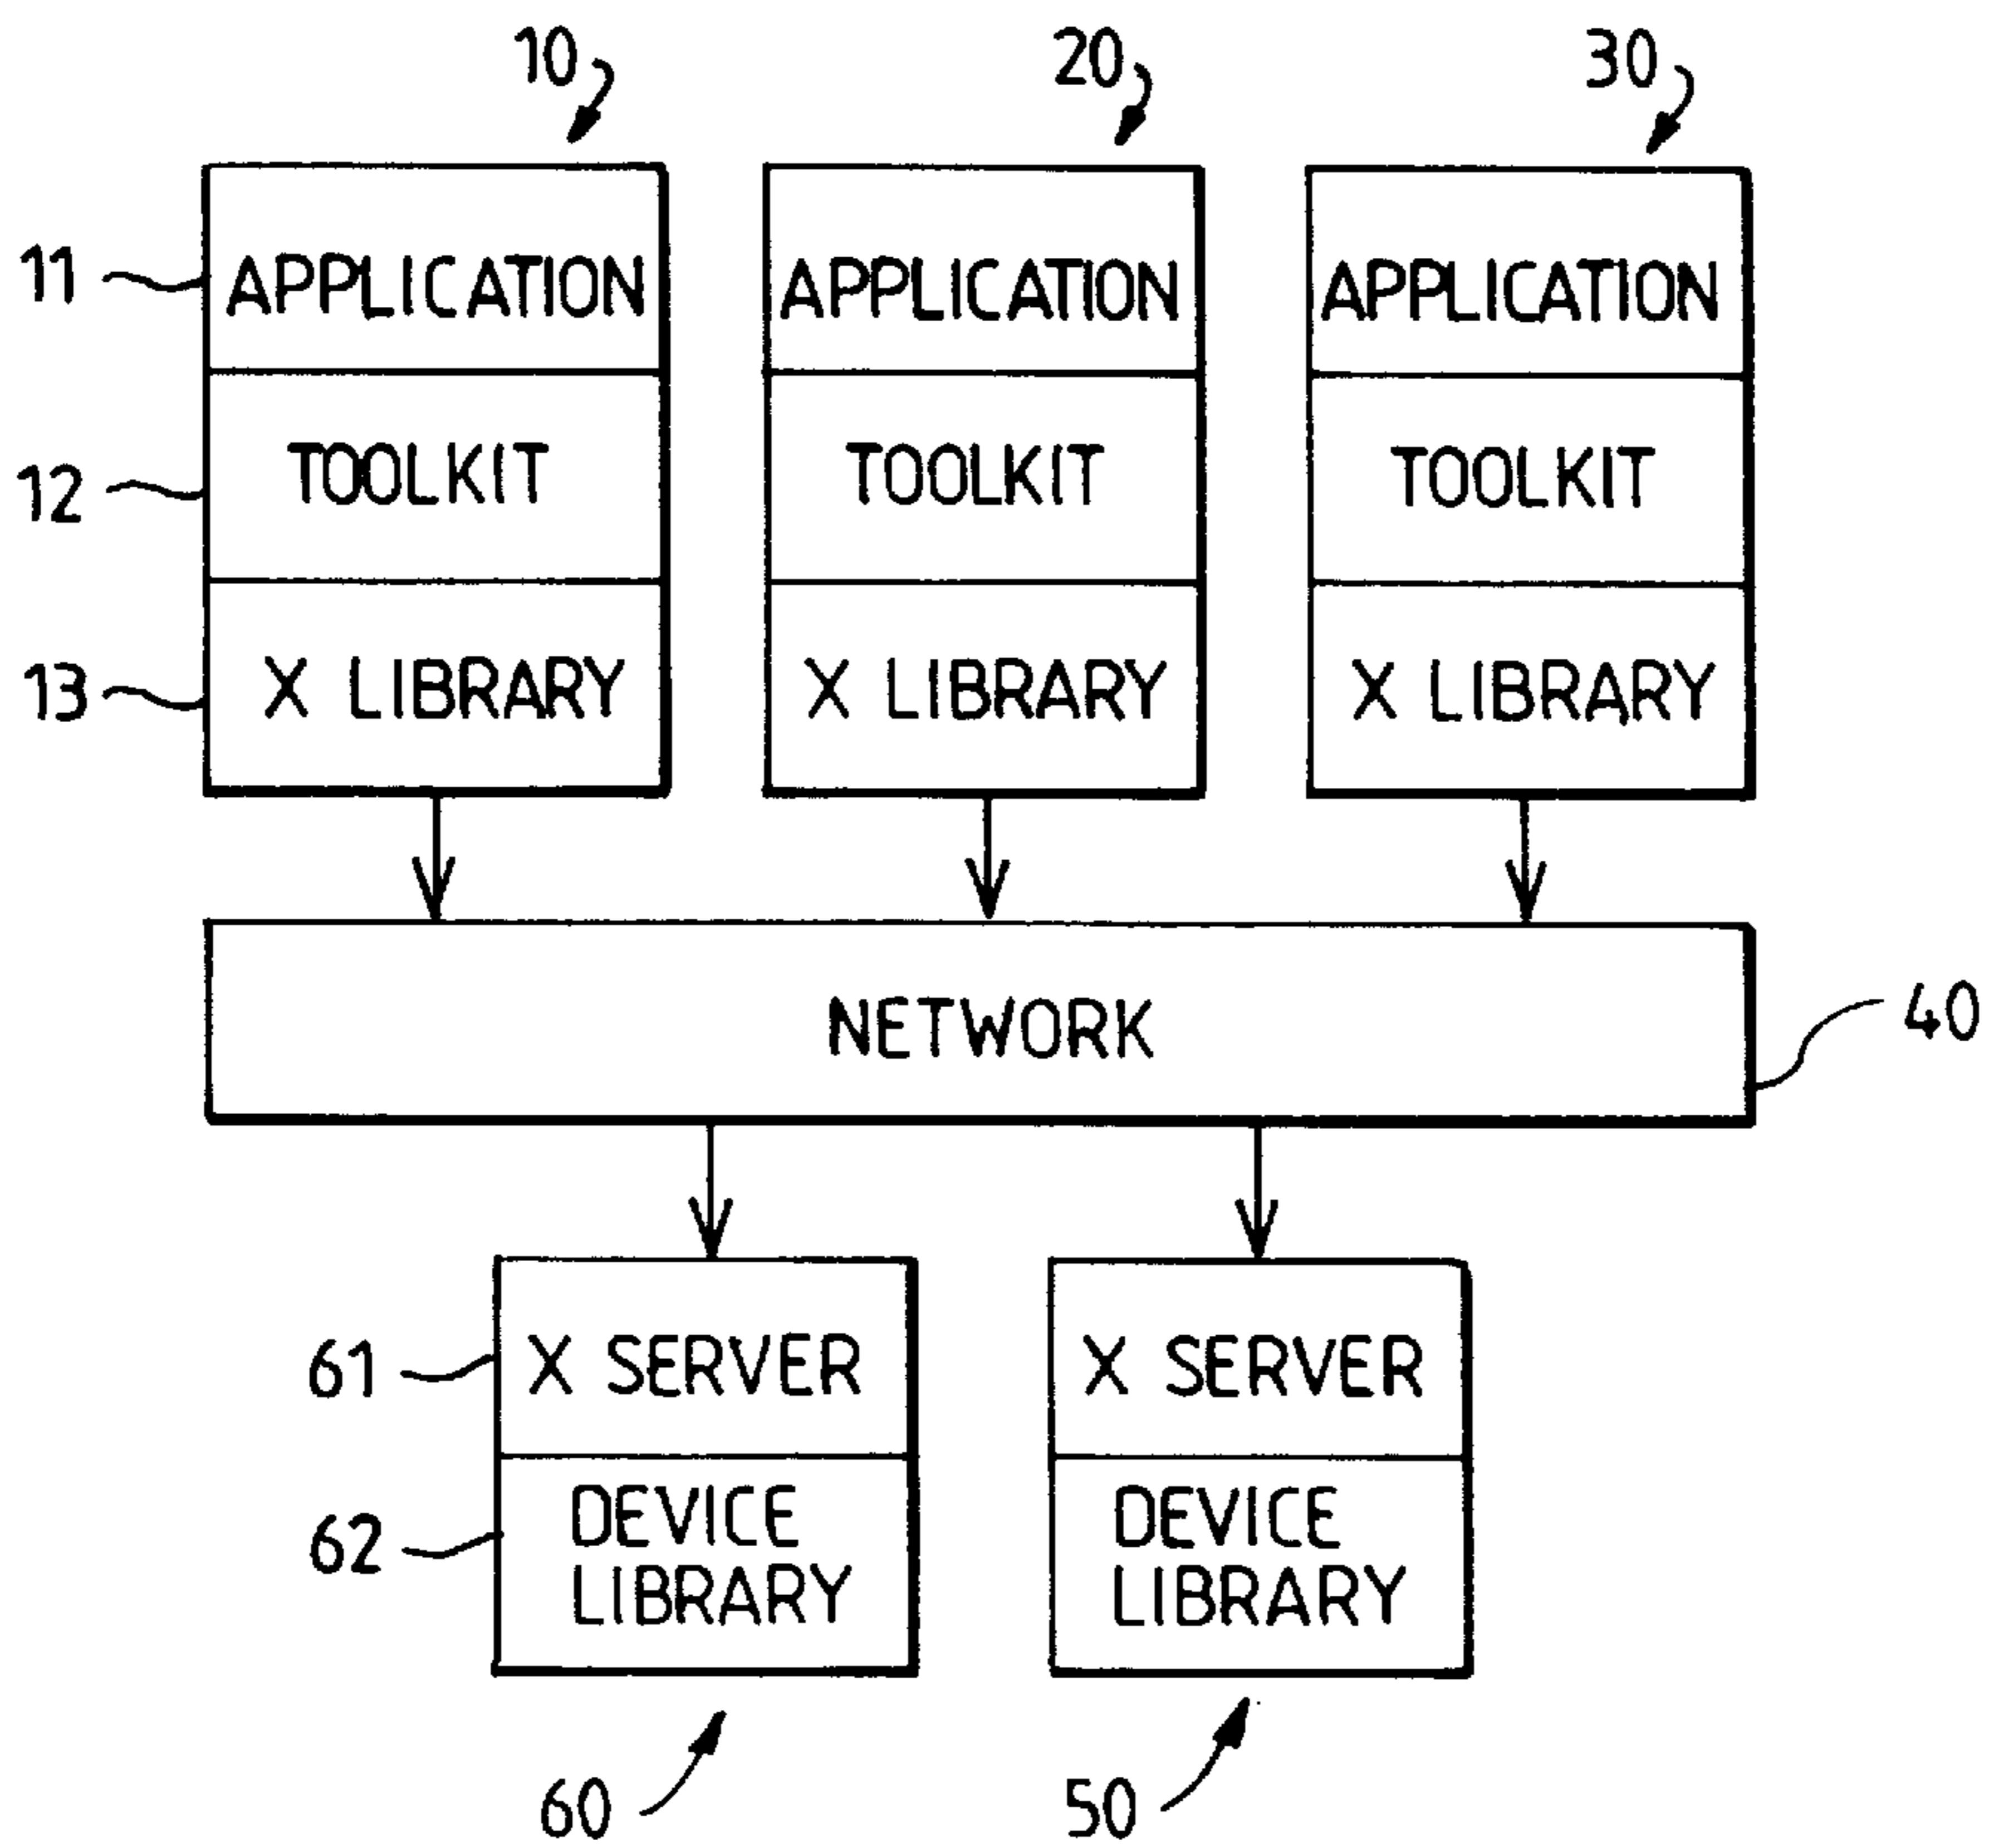 10
20
30
11
APPLICATION
APPLICATION
APPLICATION
12
TOOLKIT
TOOLKIT
TOOLKIT
13
X LIBRARY
X LIBRARY
X LIBRARY
NETWORK
40
61
X SERVER
X SERVER
62
DEVICE
LIBRARY
DEVICE
LIBRARY
60
50